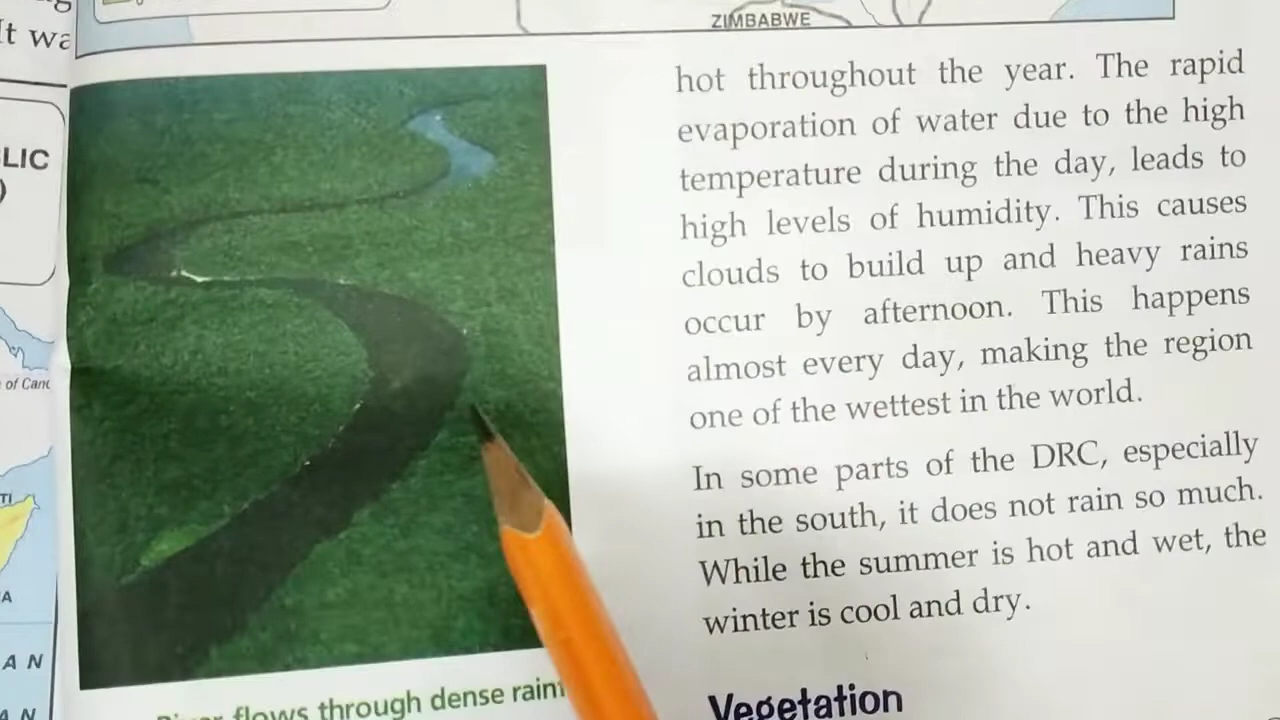 It wa
ZIMBABWE
LIC
)
of Canc
TI
A
A N
A N
flows through dense rain
hot throughout the year. The rapid
evaporation of water due to the high
temperature during the day, leads to
high levels of humidity. This causes
clouds to build up and heavy rains
occur by afternoon. This happens
almost every day, making the region
one of the wettest in the world.
In some parts of the DRC, especially
in the south, it does not rain so much.
While the summer is hot and wet, the
winter is cool and dry.
Vegetation